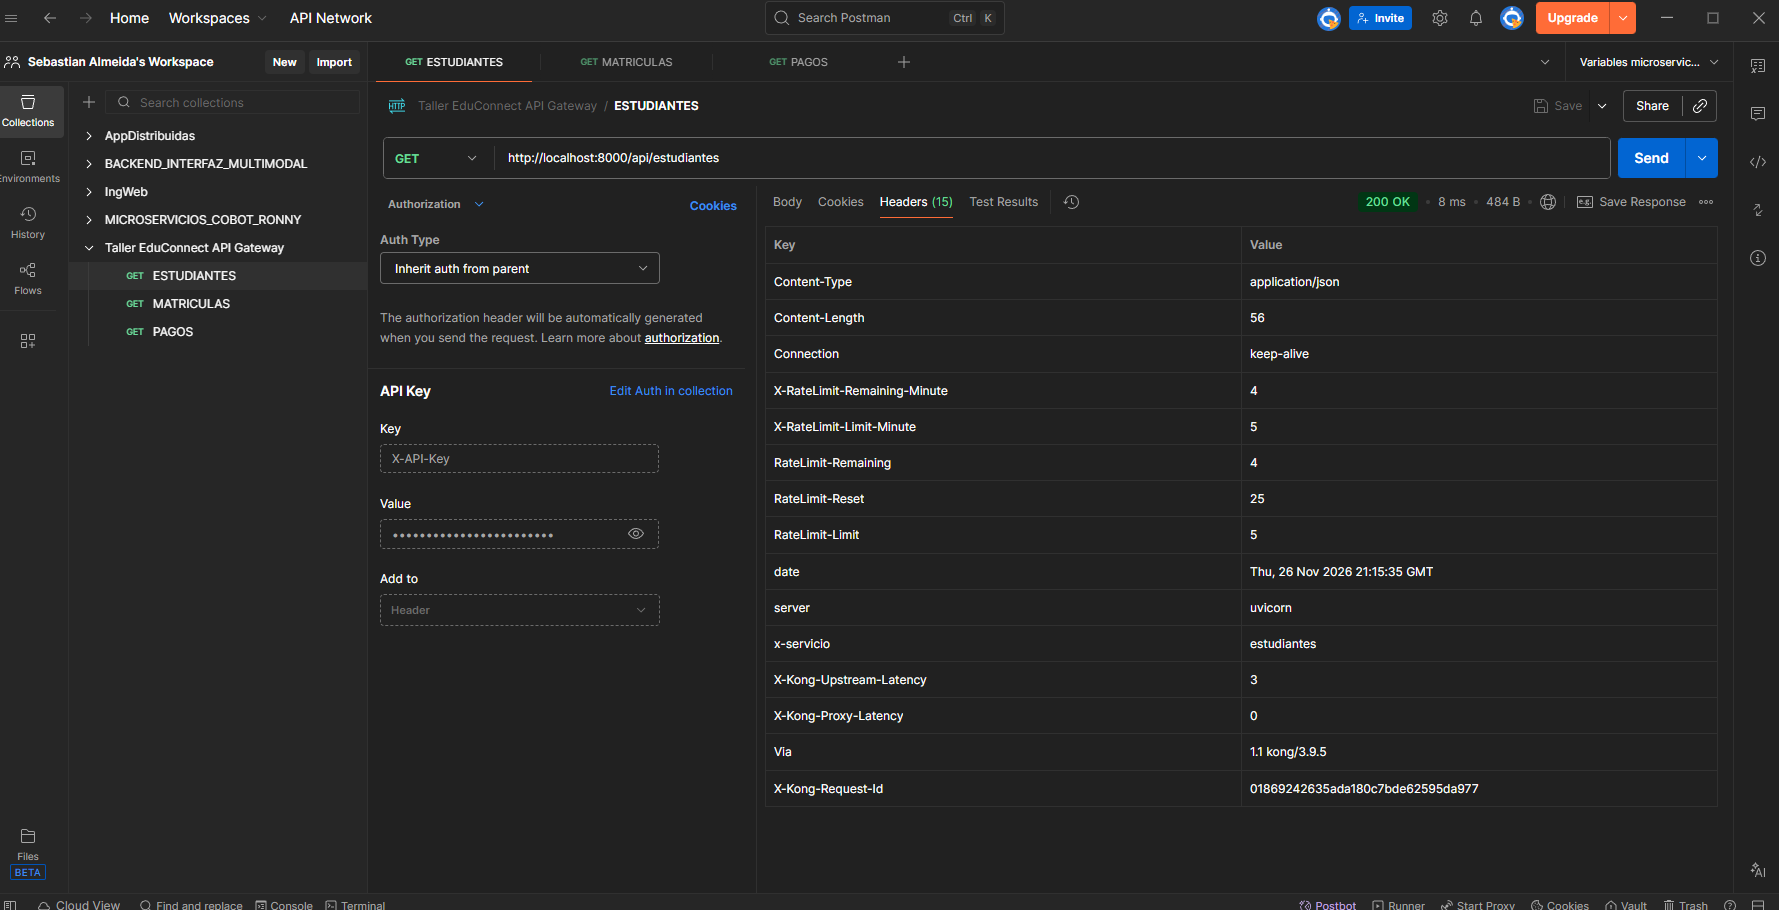 Home
Workspaces
API Network
Search Postman
Ctrl
K
Invite
Upgrade
Sebastian Almeida's Workspace
New
Import
GET ESTUDIANTES
GET MATRICULAS
GET PAGOS
Variables microservic...
Collections
Environments
History
Flows
Files
BETA
Search collections
AppDistribuidas
BACKEND_INTERFAZ_MULTIMODAL
IngWeb
MICROSERVICIOS_COBOT_RONNY
Taller EduConnect API Gateway
GET ESTUDIANTES
GET MATRICULAS
GET PAGOS
HTTP Taller EduConnect API Gateway / ESTUDIANTES
Save
Share
GET
http://localhost:8000/api/estudiantes
Send
Authorization
Cookies
Auth Type
Inherit auth from parent
The authorization header will be automatically generated
when you send the request. Learn more about authorization.
API Key
Edit Auth in collection
Key
X-API-Key
Value
Add to
Header
Body
Cookies
Headers (15)
Test Results
200 OK
8 ms
484 B
e.g. Save Response
Key Value
Content-Type application/json
Content-Length 56
Connection keep-alive
X-RateLimit-Remaining-Minute 4
X-RateLimit-Limit-Minute 5
RateLimit-Remaining 4
RateLimit-Reset 25
RateLimit-Limit 5
date Thu, 26 Nov 2026 21:15:35 GMT
server uvicorn
x-servicio estudiantes
X-Kong-Upstream-Latency 3
X-Kong-Proxy-Latency 0
Via 1.1 kong/3.9.5
X-Kong-Request-Id 01869242635ada180c7bde62595da977
AI
Cloud View
Find and replace
Console
Terminal
Postbot
Runner
Start Proxy
Cookies
Vault
Trash